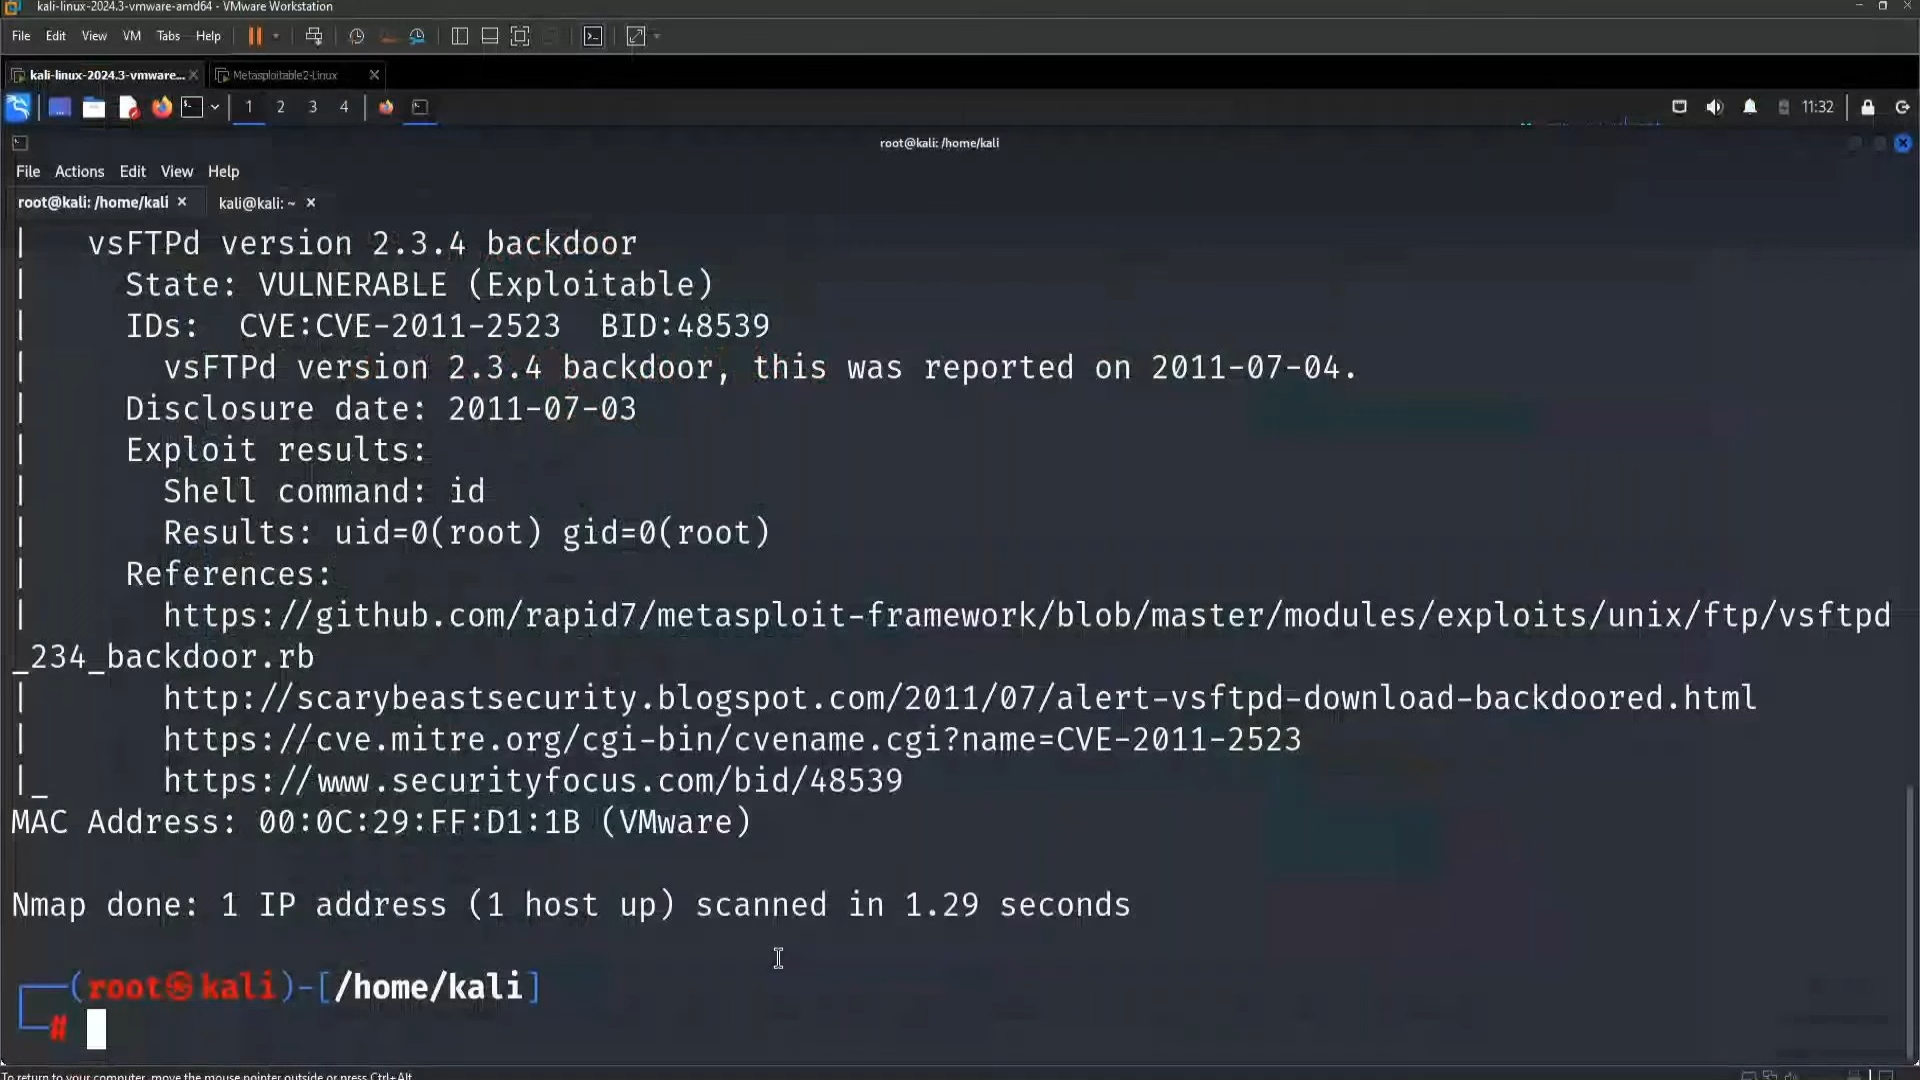 kali-linux-2024.3-vmware-amd64 - VMware Workstation
File Edit View VM Tabs Help
kali-linux-2024.3-vmware... × Metasploitable2-Linux ×
1 2 3 4 11:32
root@kali: /home/kali
File Actions Edit View Help
root@kali: /home/kali × kali@kali: ~ ×
| vsFTPd version 2.3.4 backdoor
| State: VULNERABLE (Exploitable)
| IDs: CVE:CVE-2011-2523 BID:48539
| vsFTPd version 2.3.4 backdoor, this was reported on 2011-07-04.
| Disclosure date: 2011-07-03
| Exploit results:
| Shell command: id
| Results: uid=0(root) gid=0(root)
| References:
| https://github.com/rapid7/metasploit-framework/blob/master/modules/exploits/unix/ftp/vsftpd
_234_backdoor.rb
| http://scarybeastsecurity.blogspot.com/2011/07/alert-vsftpd-download-backdoored.html
| https://cve.mitre.org/cgi-bin/cvename.cgi?name=CVE-2011-2523
|_ https://www.securityfocus.com/bid/48539
MAC Address: 00:0C:29:FF:D1:1B (VMware)
Nmap done: 1 IP address (1 host up) scanned in 1.29 seconds
┌──(root㉿kali)-[/home/kali]
└─#
To return to your computer, move the mouse pointer outside or press Ctrl+Alt.